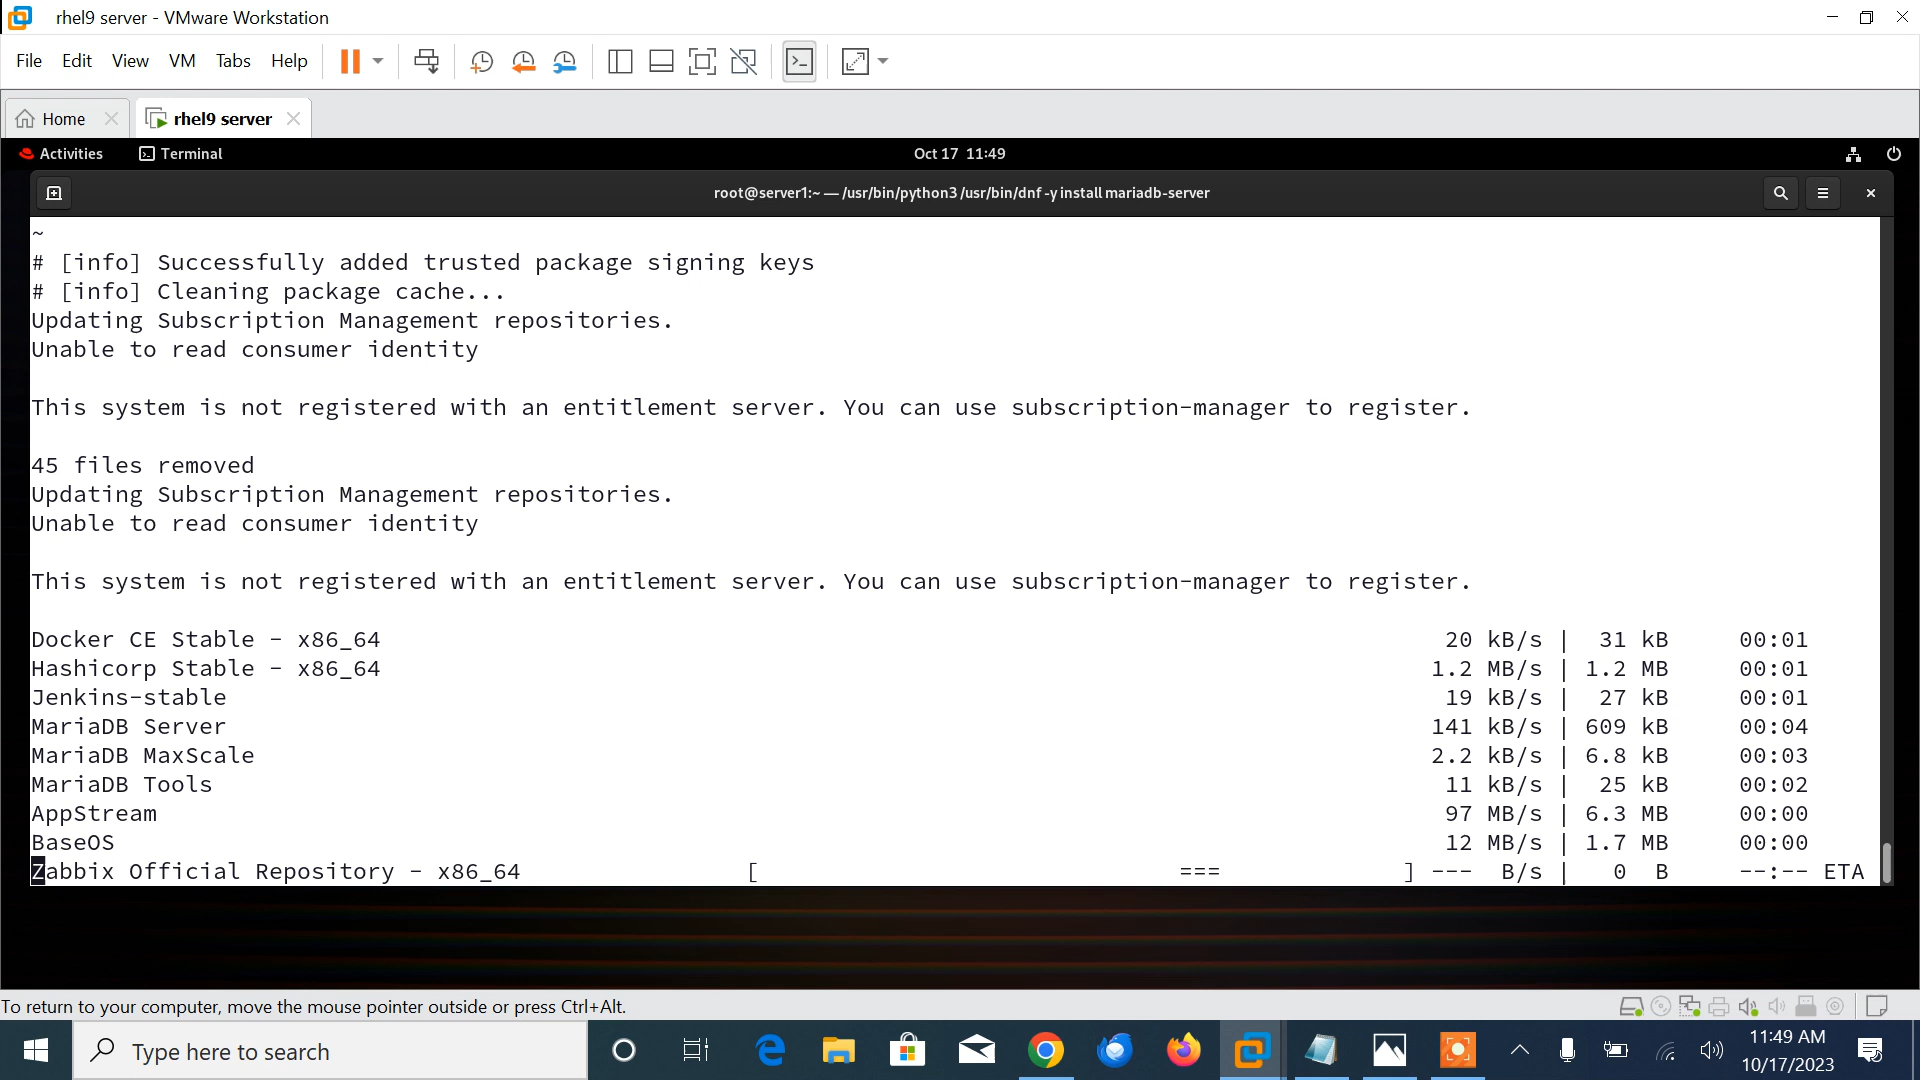 rhel9 server - VMware Workstation
File Edit View VM Tabs Help
Home
rhel9 server
Activities Terminal Oct 17 11:49
root@server1:~ — /usr/bin/python3 /usr/bin/dnf -y install mariadb-server
~
# [info] Successfully added trusted package signing keys
# [info] Cleaning package cache...
Updating Subscription Management repositories.
Unable to read consumer identity
This system is not registered with an entitlement server. You can use subscription-manager to register.
45 files removed
Updating Subscription Management repositories.
Unable to read consumer identity
This system is not registered with an entitlement server. You can use subscription-manager to register.
Docker CE Stable - x86_64 20 kB/s | 31 kB 00:01
Hashicorp Stable - x86_64 1.2 MB/s | 1.2 MB 00:01
Jenkins-stable 19 kB/s | 27 kB 00:01
MariaDB Server 141 kB/s | 609 kB 00:04
MariaDB MaxScale 2.2 kB/s | 6.8 kB 00:03
MariaDB Tools 11 kB/s | 25 kB 00:02
AppStream 97 MB/s | 6.3 MB 00:00
BaseOS 12 MB/s | 1.7 MB 00:00
Zabbix Official Repository - x86_64 [ === ] --- B/s | 0 B --:-- ETA
To return to your computer, move the mouse pointer outside or press Ctrl+Alt.
Type here to search
11:49 AM
10/17/2023